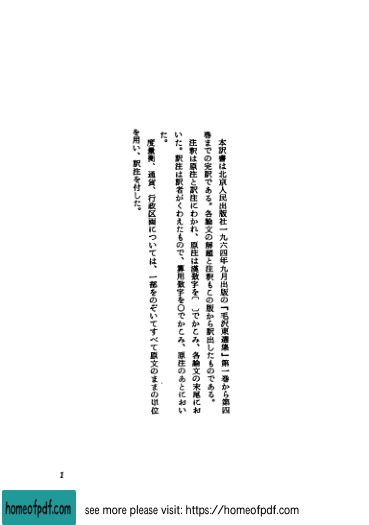 本訳書は北京人民出版社一九六四年九月出版の『毛沢東選集』第一巻から第四
巻までの完訳である。各論文の解題と注釈もこの版から訳出したものである。
注釈は原注と訳注にわかれ、原注は漢数字を〔 〕でかこみ、各論文の末尾にお
いた。訳注は訳者がくわえたもので、算用数字を〇でかこみ、原注のあとにおい
た。
度量衡、通貨、行政区画については、一部をのぞいてすべて原文のままの単位
を用い、訳注を付した。
1
homeofpdf.com
see more please visit: https://homeofpdf.com